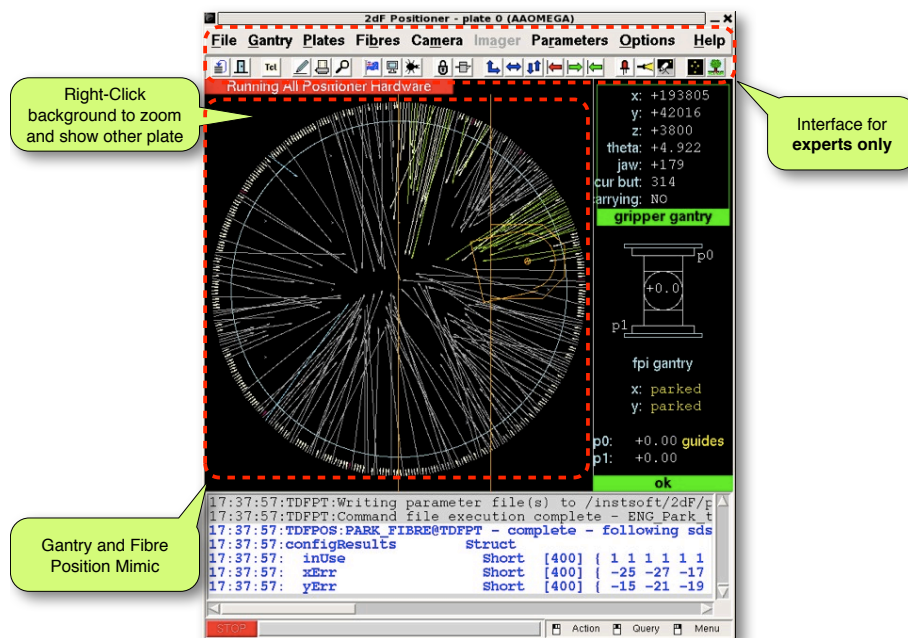 2dF Positioner - plate 0 (AAOMEGA)
File Gantry Plates Fibres Camera Imager Parameters Options Help
Tel
Running All Positioner Hardware
Right-Click
background to zoom
and show other plate
Interface for
experts only
x: +193805
y: +42016
z: +3800
theta: +4.922
jaw: +179
cur but: 314
arrying: NO
gripper gantry
p0
+0.0
p1
fpi gantry
x: parked
y: parked
p0: +0.00 guides
p1: +0.00
ok
Gantry and Fibre
Position Mimic
17:37:57:TDFPT:Writing parameter file(s) to /instsoft/2dF/p
17:37:57:TDFPT:Command file execution complete - ENG_Park_t
17:37:57:TDFPOS:PARK_FIBRE@TDFPT - complete - following sds
17:37:57:configResults Struct
17:37:57: inUse Short [400] { 1 1 1 1 1 1
17:37:57: xErr Short [400] { -25 -27 -17
17:37:57: yErr Short [400] { -15 -21 -19
STOP
Action Query Menu